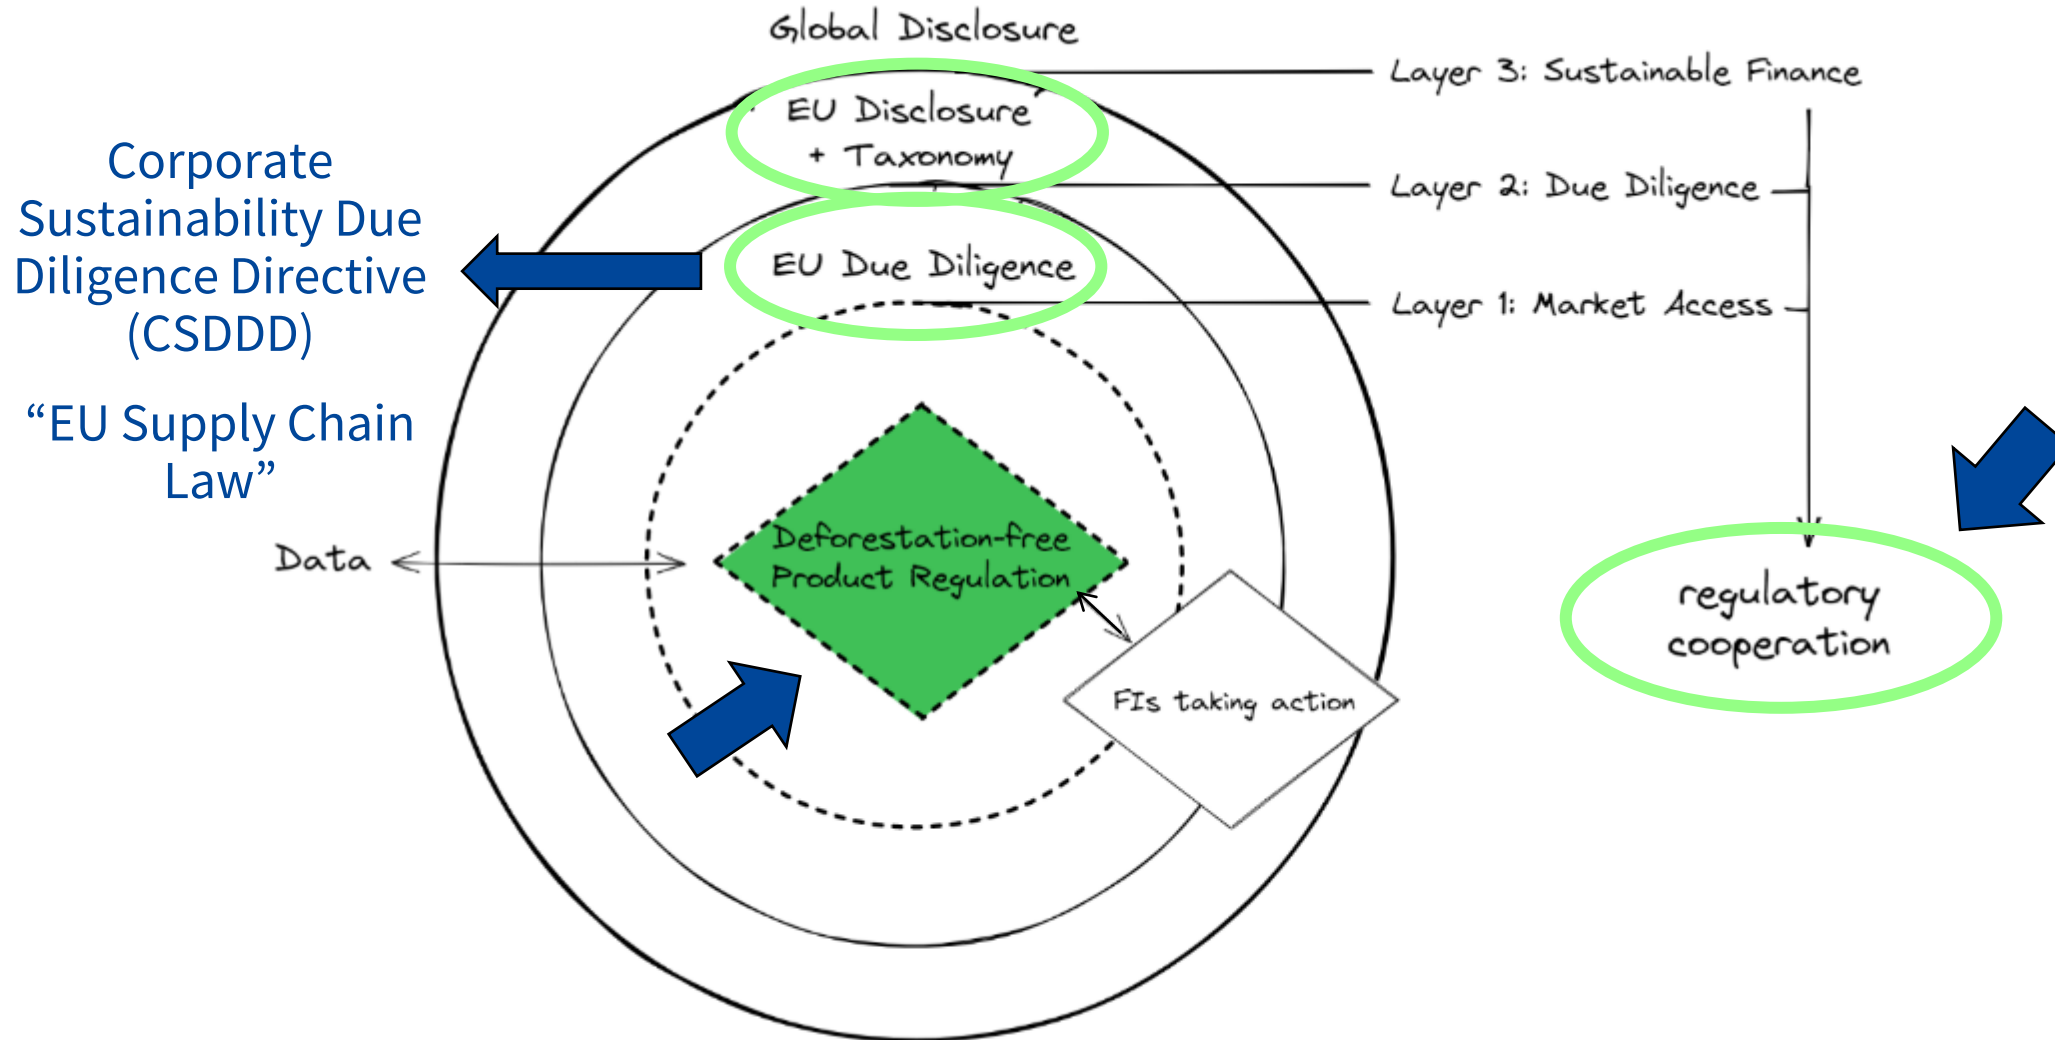 Global Disclosure
EU Disclosure
+ Taxonomy
EU Due Diligence
Layer 3: Sustainable Finance
Layer 2: Due Diligence
Layer 1: Market Access
Corporate
Sustainability Due
Diligence Directive
(CSDDD)
“EU Supply Chain
Law”
Data
Deforestation-free
Product Regulation
FIs taking action
regulatory
cooperation